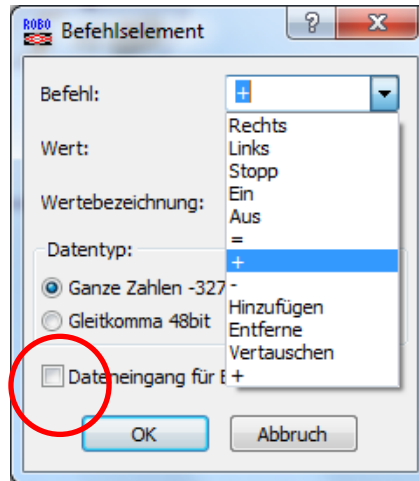 ROBO Befehlselement ? X
Befehl: +
Rechts
Wert: Links
Stopp
Wertebezeichnung: Ein
Aus
=
Datentyp: +
-
Ganze Zahlen -327
Hinzufügen
Gleitkomma 48bit Entferne
Vertauschen
Dateneingang für +
OK Abbruch